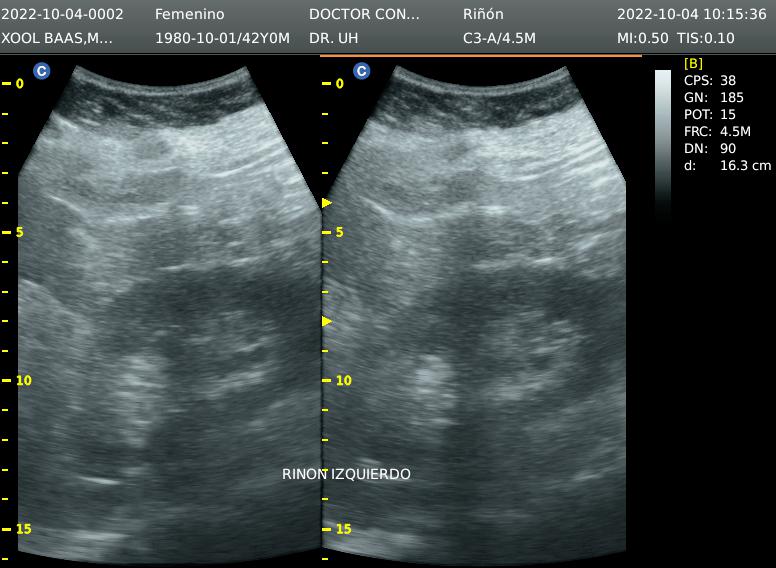 2022-10-04-0002 Femenino DOCTOR CON... Riñón 2022-10-04 10:15:36
XOOL BAAS,M... 1980-10-01/42Y0M DR. UH C3-A/4.5M MI:0.50 TIS:0.10
C C
[B]
0 0
CPS: 38
GN: 185
POT: 15
FRC: 4.5M
DN: 90
d: 16.3 cm
5 5
10 10
RINON IZQUIERDO
15 15